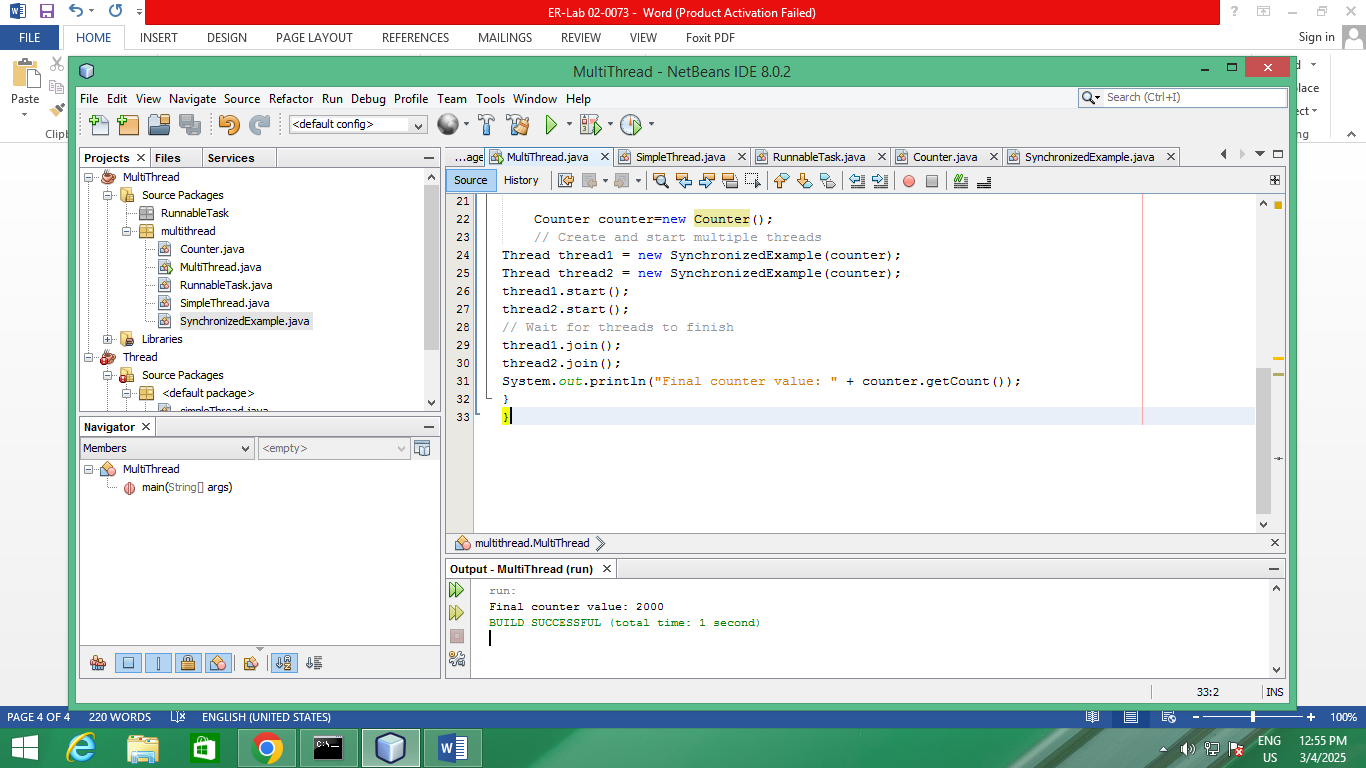 ER-Lab 02-0073 - Word (Product Activation Failed)
FILE HOME INSERT DESIGN PAGE LAYOUT REFERENCES MAILINGS REVIEW VIEW Foxit PDF Sign in
Paste
MultiThread - NetBeans IDE 8.0.2
File Edit View Navigate Source Refactor Run Debug Profile Team Tools Window Help
Search (Ctrl+I)
<default config>
Projects Files Services
MultiThread
Source Packages
RunnableTask
multithread
Counter.java
MultiThread.java
RunnableTask.java
SimpleThread.java
SynchronizedExample.java
Libraries
Thread
Source Packages
<default package>
simpleThread.java
Navigator
Members <empty>
MultiThread
main(String[] args)
...age MultiThread.java SimpleThread.java RunnableTask.java Counter.java SynchronizedExample.java
Source History
21
22 Counter counter=new Counter();
23 // Create and start multiple threads
24 Thread thread1 = new SynchronizedExample(counter);
25 Thread thread2 = new SynchronizedExample(counter);
26 thread1.start();
27 thread2.start();
28 // Wait for threads to finish
29 thread1.join();
30 thread2.join();
31 System.out.println("Final counter value: " + counter.getCount());
32 }
33 }
multithread.MultiThread
Output - MultiThread (run)
run:
Final counter value: 2000
BUILD SUCCESSFUL (total time: 1 second)
33:2 INS
PAGE 4 OF 4 220 WORDS ENGLISH (UNITED STATES) 100%
ENG 12:55 PM
US 3/4/2025